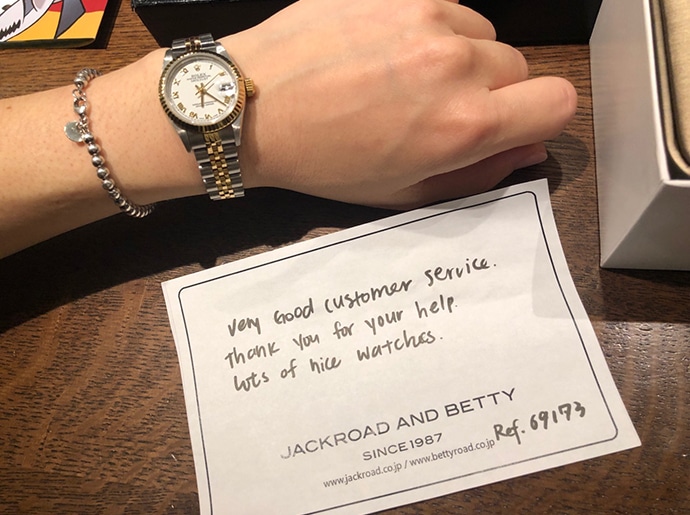 ROLEX
Very Good customer service.
Thank you for your help.
lots of nice watches.
JACKROAD AND BETTY
SINCE1987
www.jackroad.co.jp / www.bettyroad.co.jp
Ref. 69173